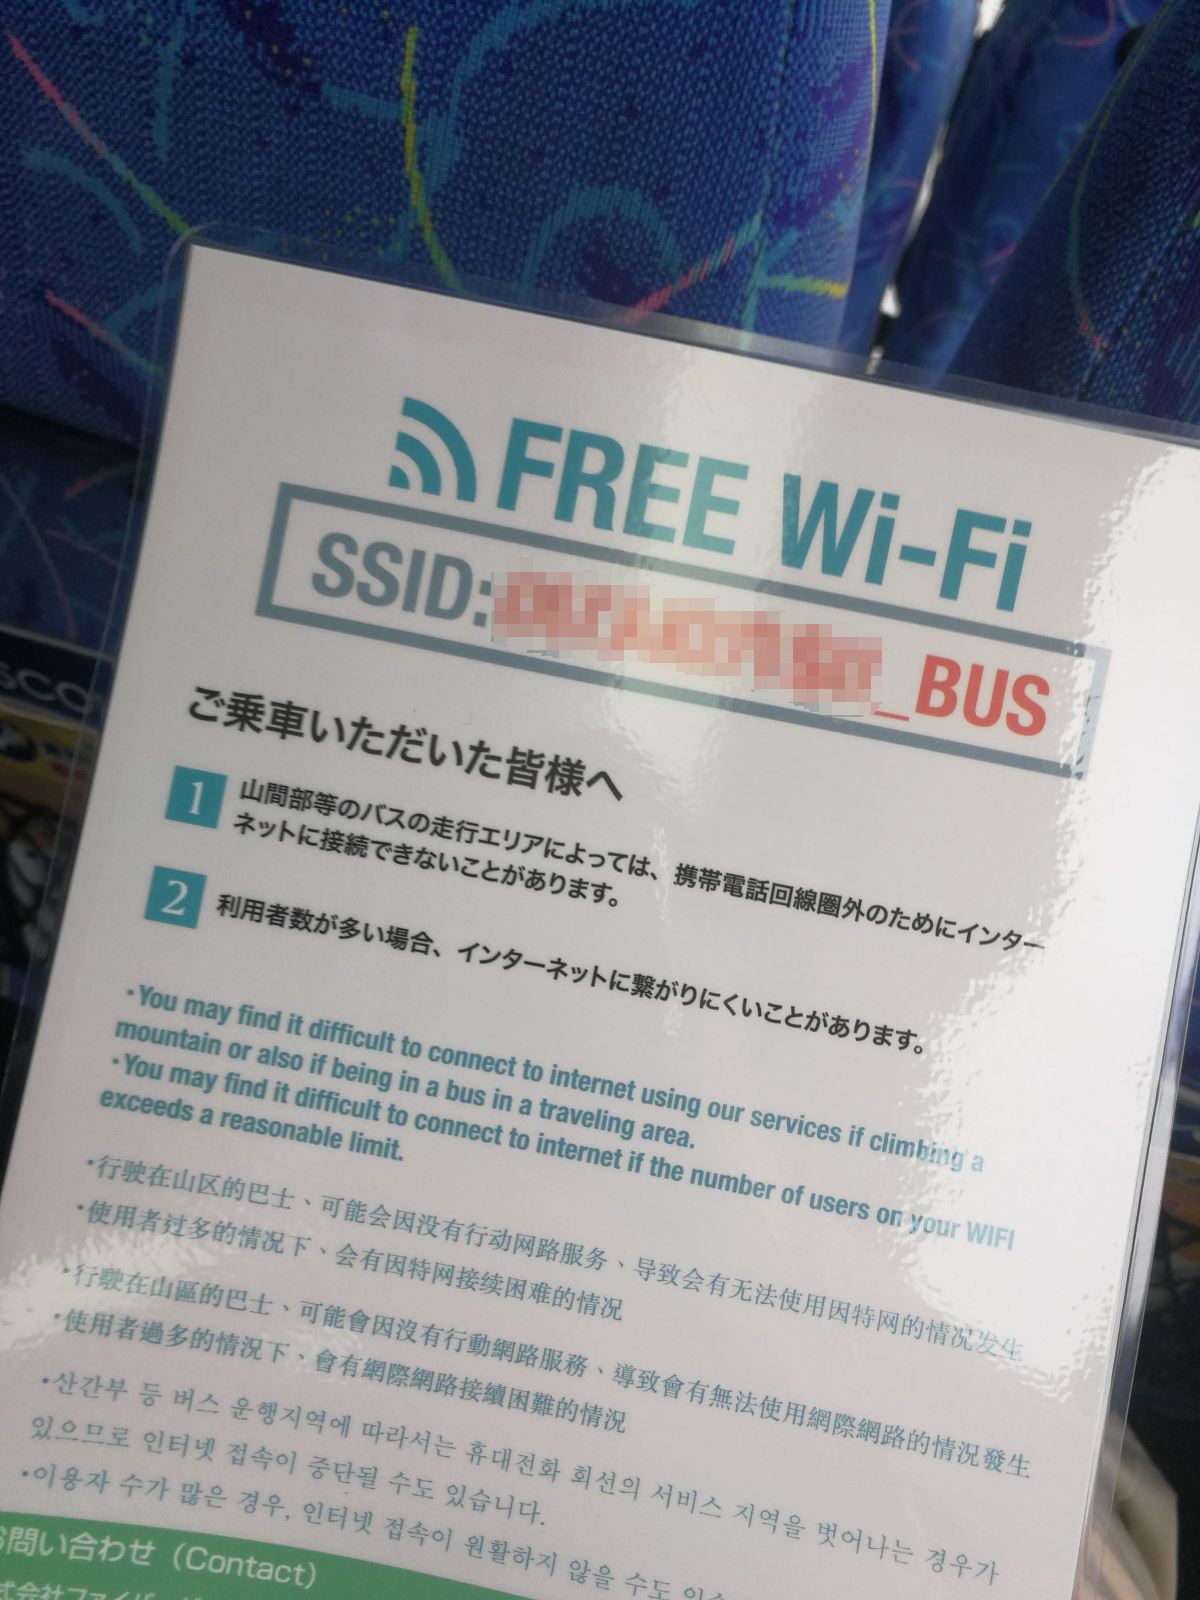 FREE Wi-Fi
SSID: _BUS
ご乗車いただいた皆様へ
1 山間部等のバスの走行エリアによっては、携帯電話回線圏外のためにインター
ネットに接続できないことがあります。
2 利用者数が多い場合、インターネットに繋がりにくいことがあります。
・You may find it difficult to connect to internet using our services if climbing a
mountain or also if being in a bus in a traveling area.
・You may find it difficult to connect to internet if the number of users on your WIFI
exceeds a reasonable limit.
・行驶在山区的巴士、可能会因没有行动网路服务、导致会有无法使用因特网的情况发生
・使用者过多的情况下、会有因特网接续困难的情况
・行駛在山區的巴士、可能會因沒有行動網路服務、導致會有無法使用網際網路的情況發生
・使用者過多的情況下、會有網際網路接續困難的情況
・산간부 등 버스 운행지역에 따라서는 휴대전화 회선의 서비스 지역을 벗어나는 경우가
있으므로 인터넷 접속이 중단될 수도 있습니다.
・이용자 수가 많은 경우, 인터넷 접속이 원활하지 않을 수도
お問い合わせ（Contact）
式会社ファイバ